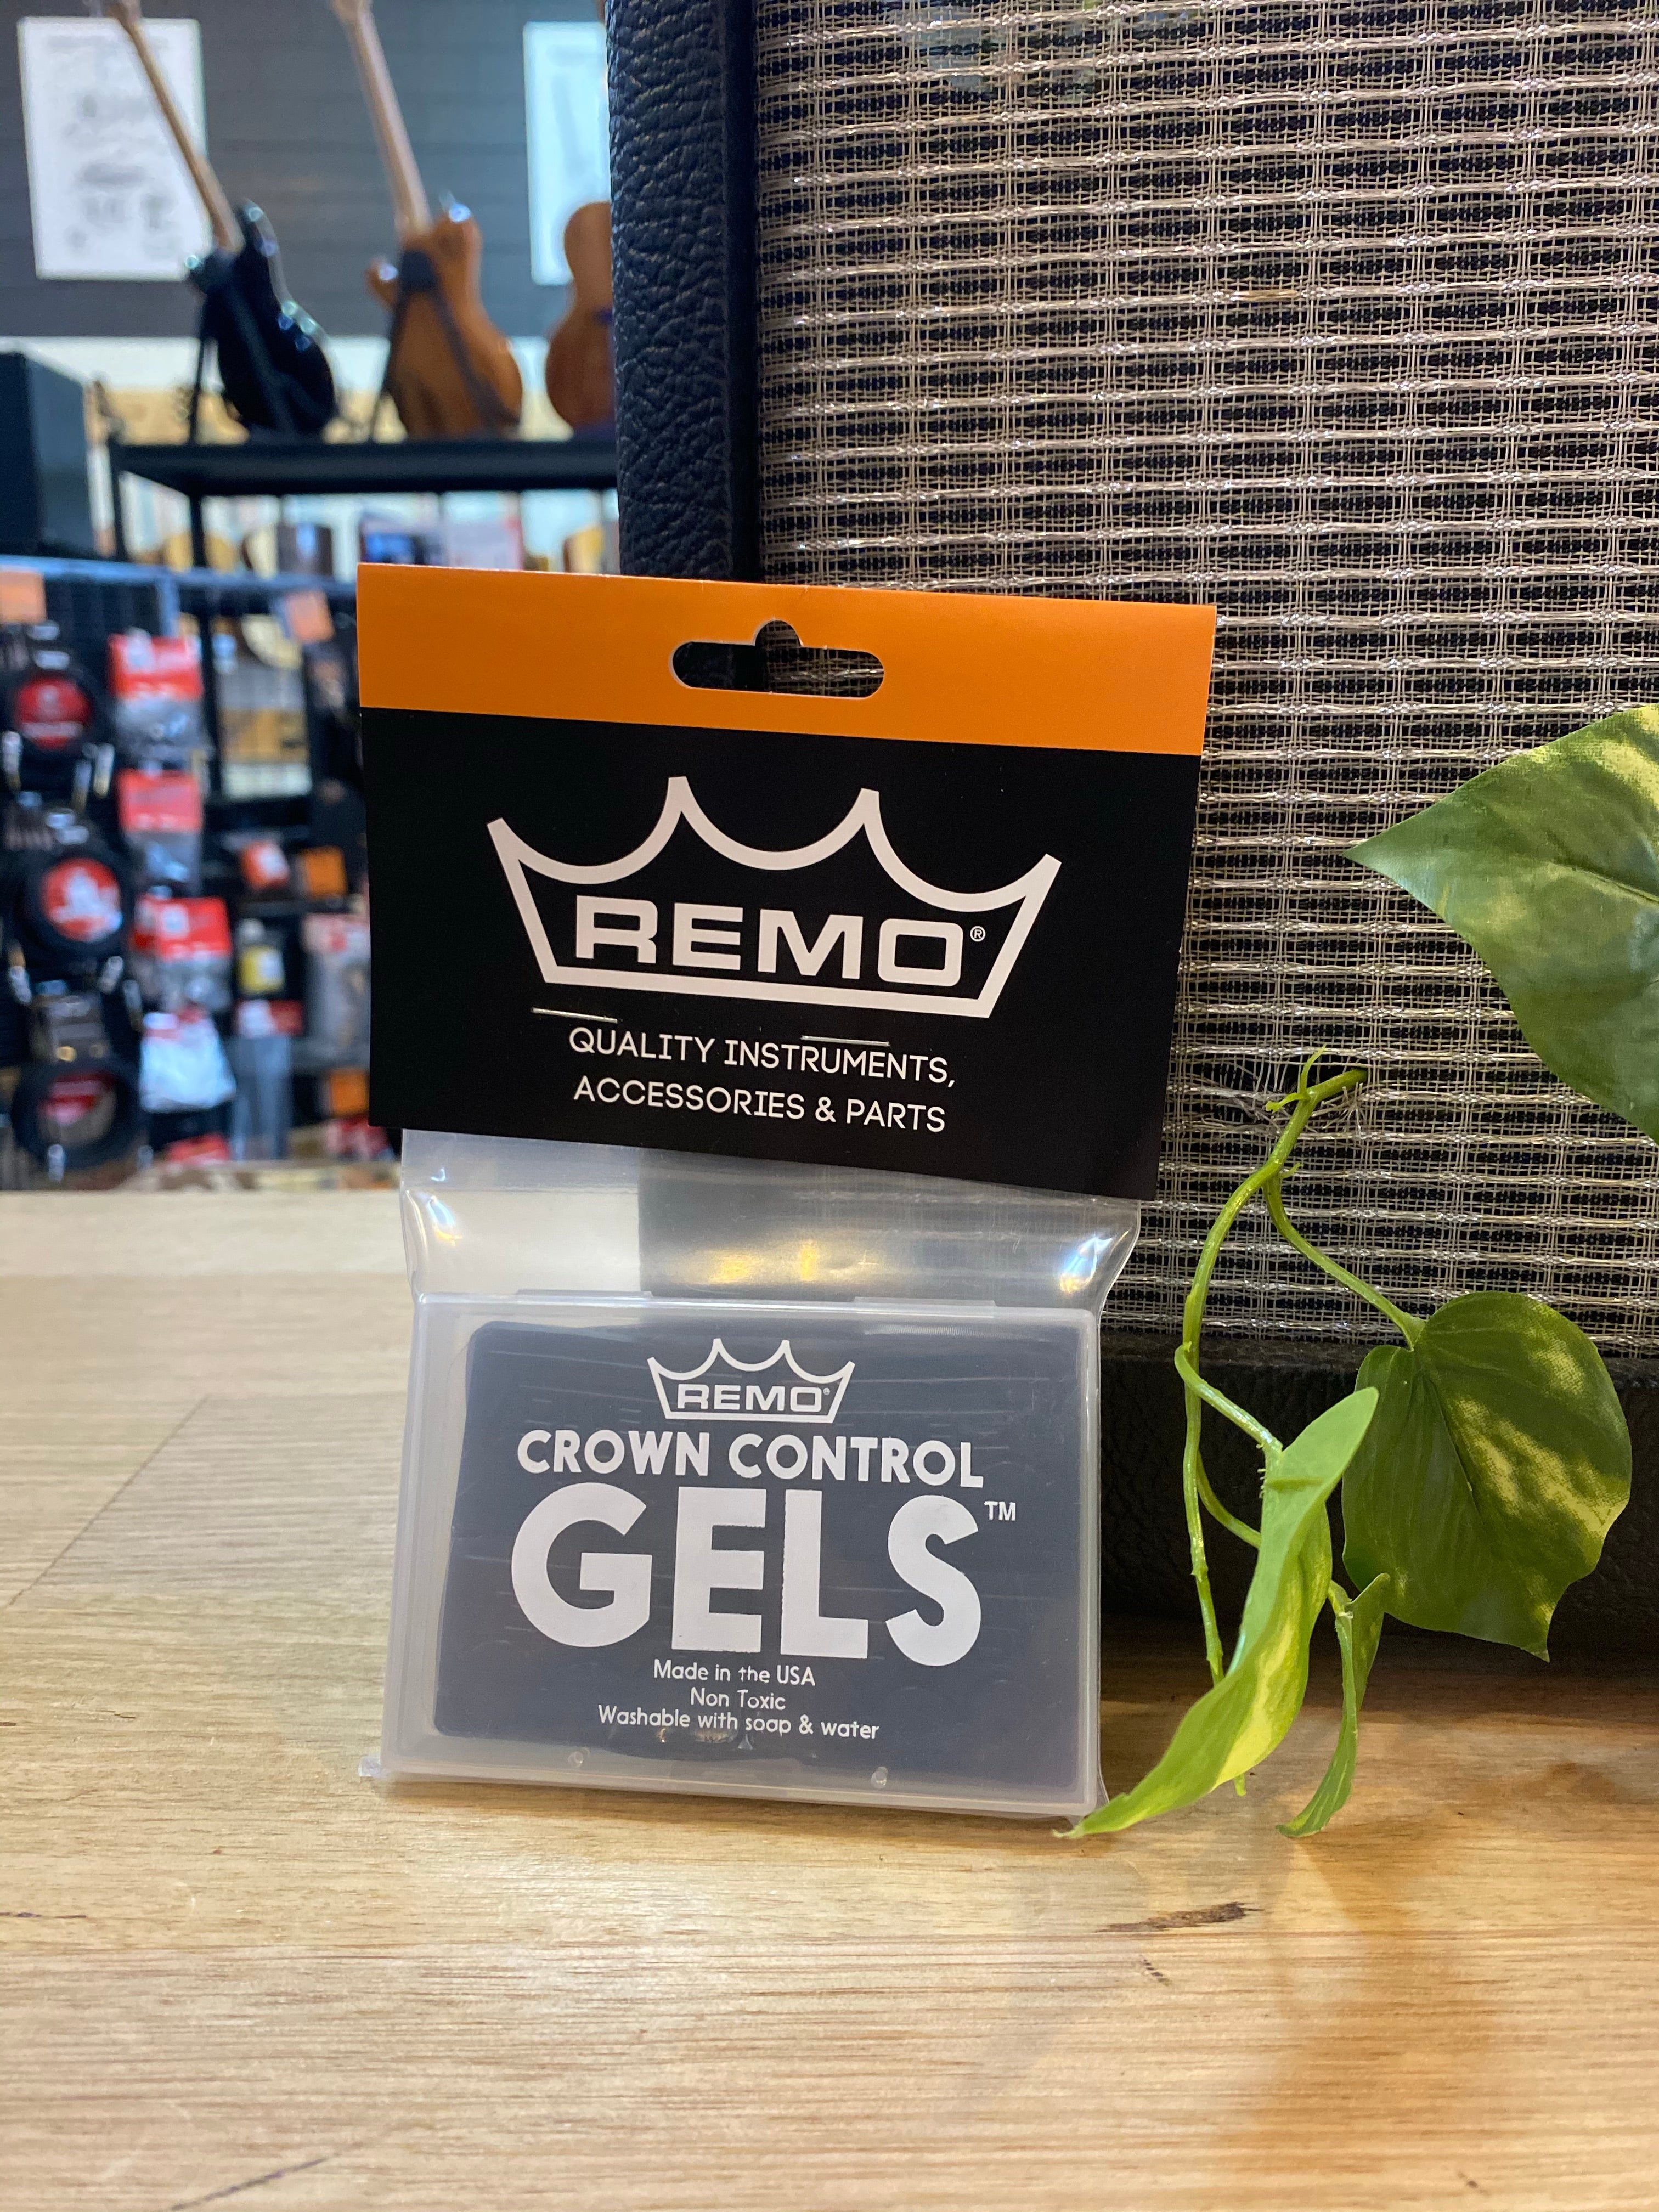 REMO®
QUALITY INSTRUMENTS,
ACCESSORIES & PARTS
REMO®
CROWN CONTROL
GELS™
Made in the USA
Non Toxic
Washable with soap & water